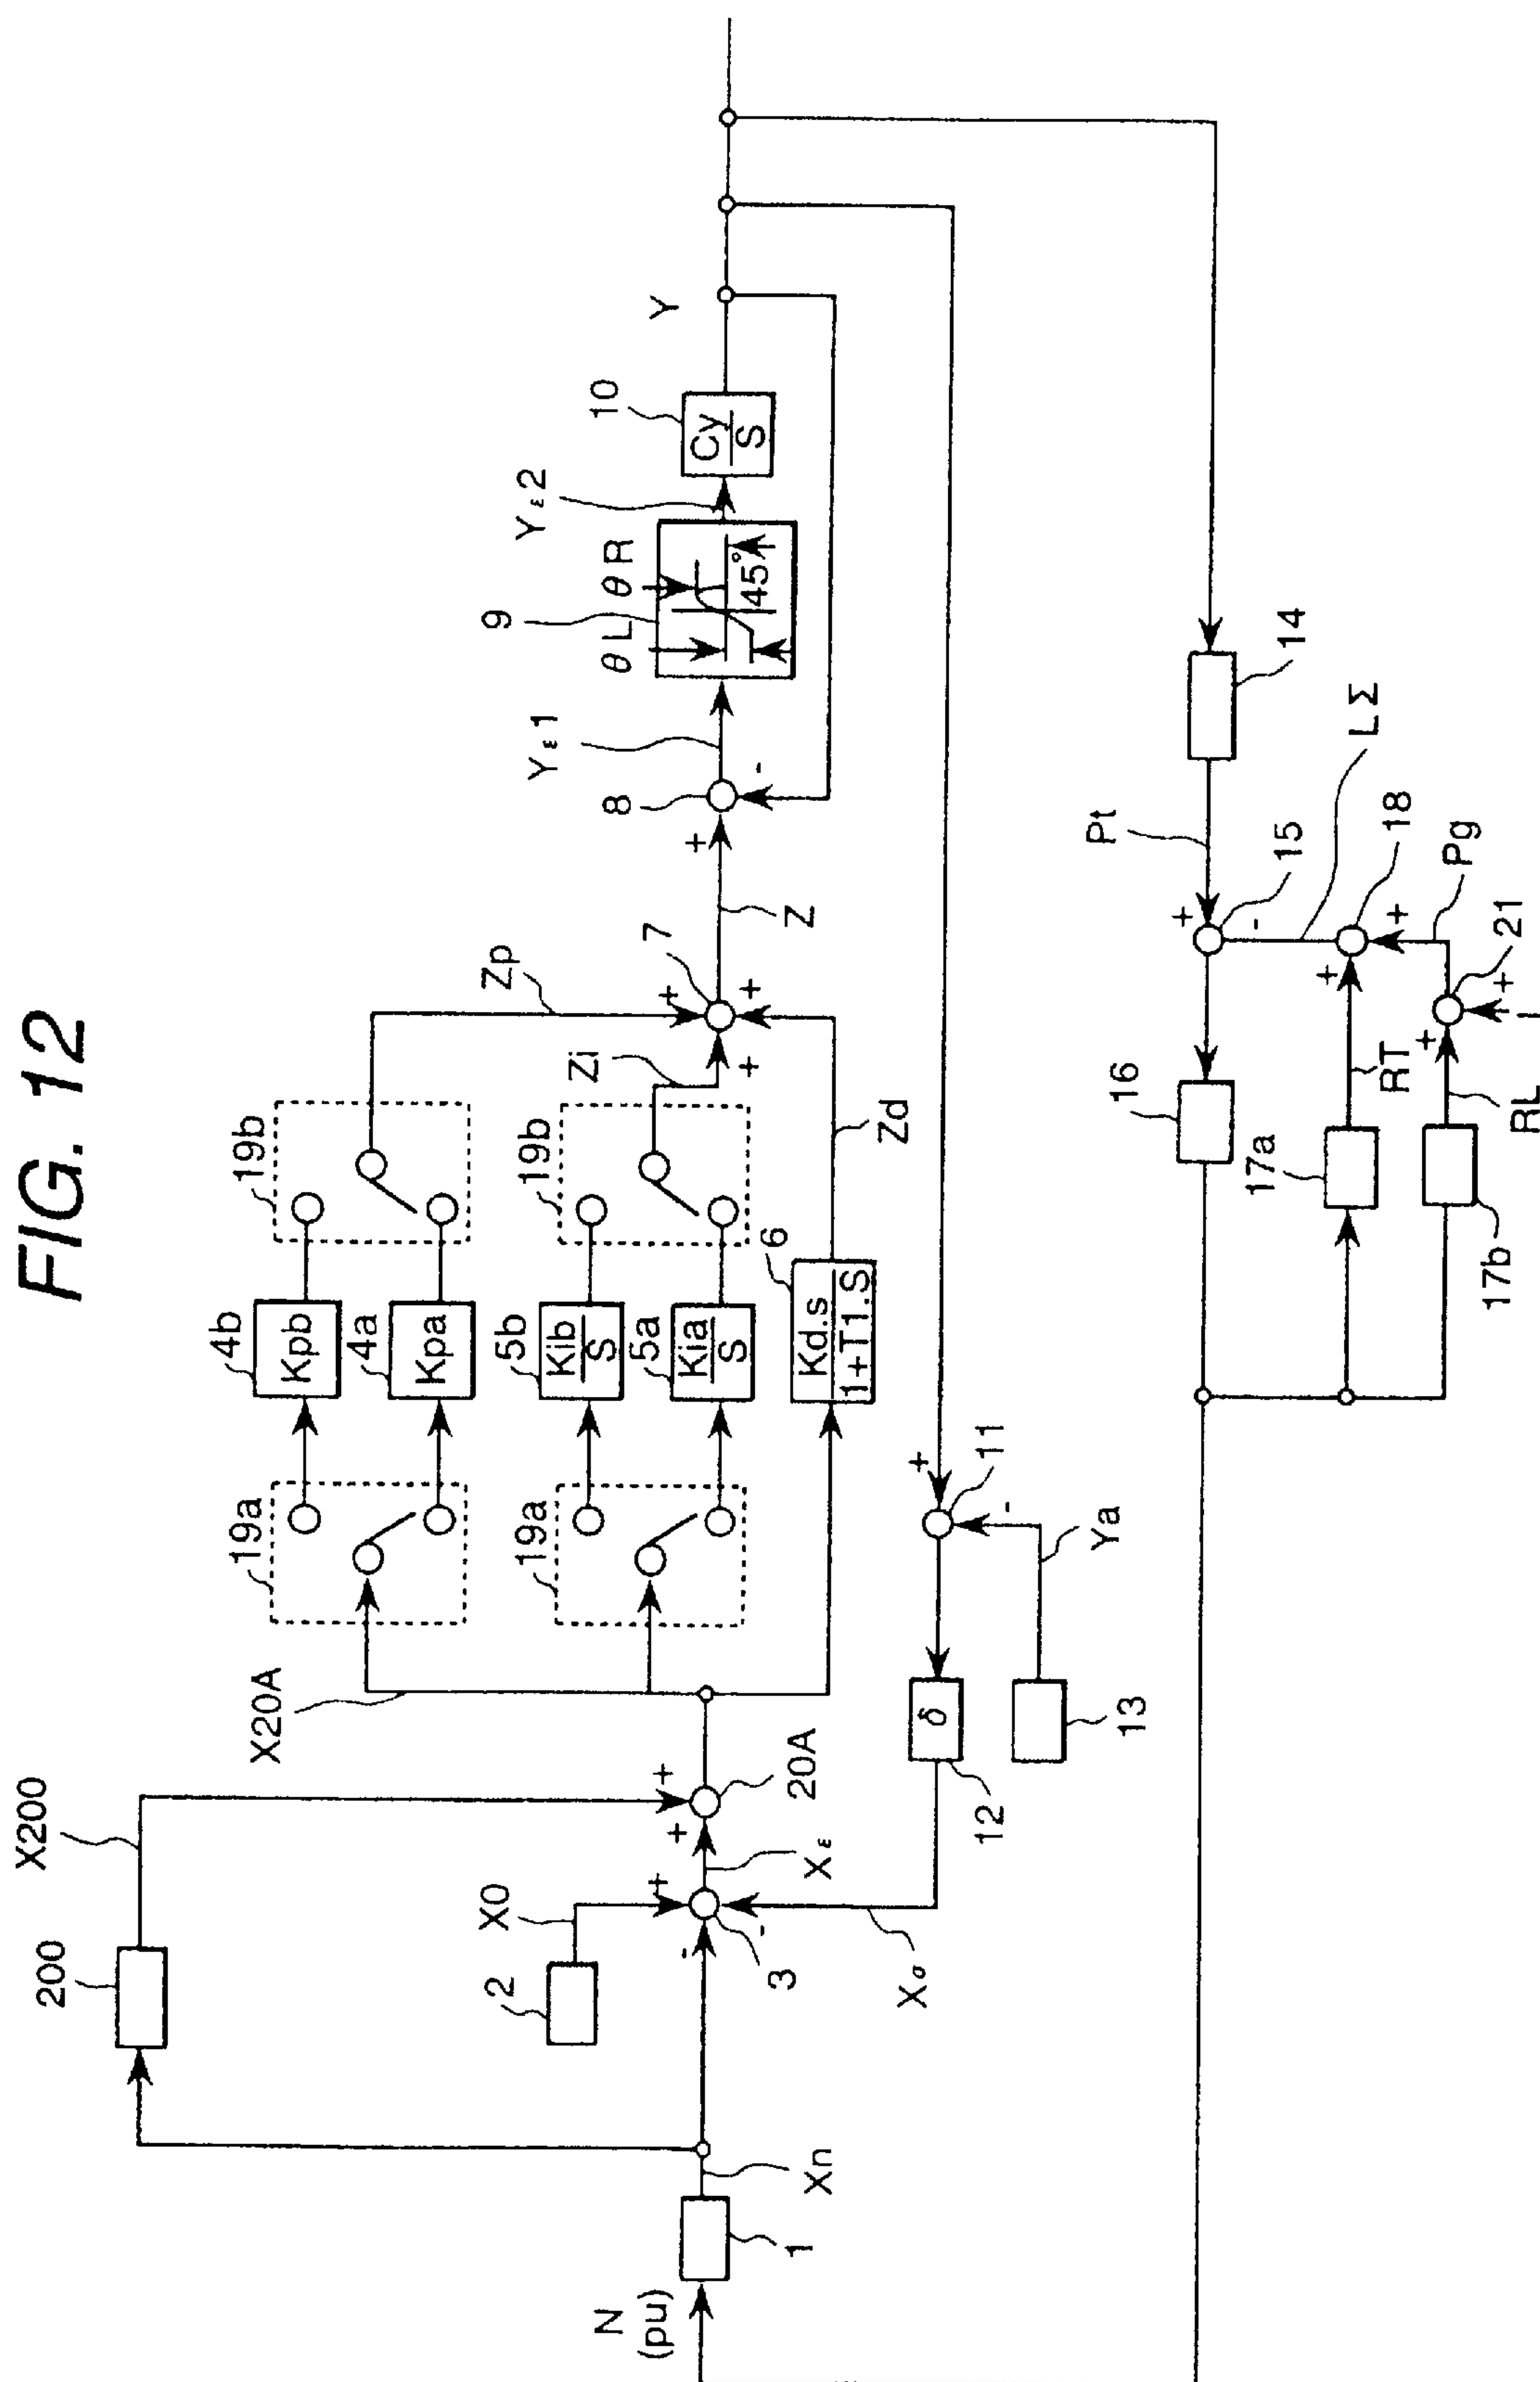 FIG. 12
N
(pu)
1
Xn
200
X200
2
X0
3
-
+
-
Xε
Xσ
+
+
20A
X20A
19a
19a
4b
Kpb
4a
Kpa
5b
Kib
S
5a
Kia
S
6
Kd.s
1+T1.S
19b
19b
Zp
Zi
Zd
7
+
+
+
Z
+
8
-
Yε1
9
θL
θR
45°
Yε2
10
Cy
S
Y
11
+
-
Ya
δ
12
13
14
Pt
+
15
-
LΣ
16
18
+
+
Pg
17a
RT
17b
RL
21
+
+